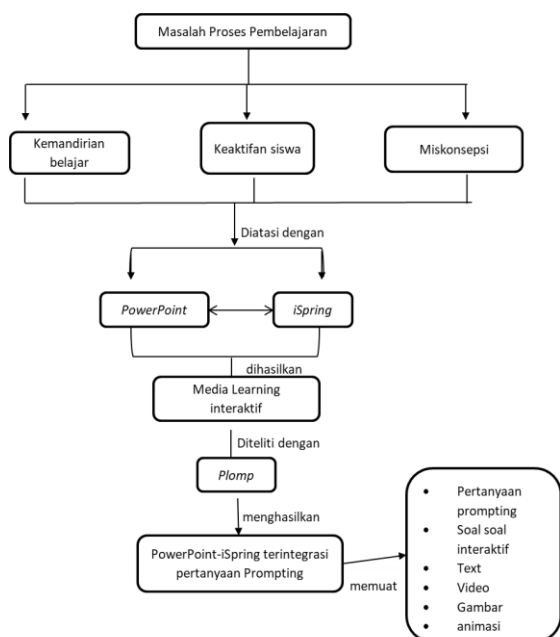 Masalah Proses Pembelajaran
Kemandirian
belajar
Keaktifan siswa
Miskonsepsi
Diatasi dengan
PowerPoint
iSpring
dihasilkan
Media Learning
interaktif
Diteliti dengan
Plomp
menghasilkan
PowerPoint-iSpring terintegrasi
pertanyaan Prompting
memuat
• Pertanyaan
prompting
• Soal soal
interaktif
• Text
• Video
• Gambar
• animasi